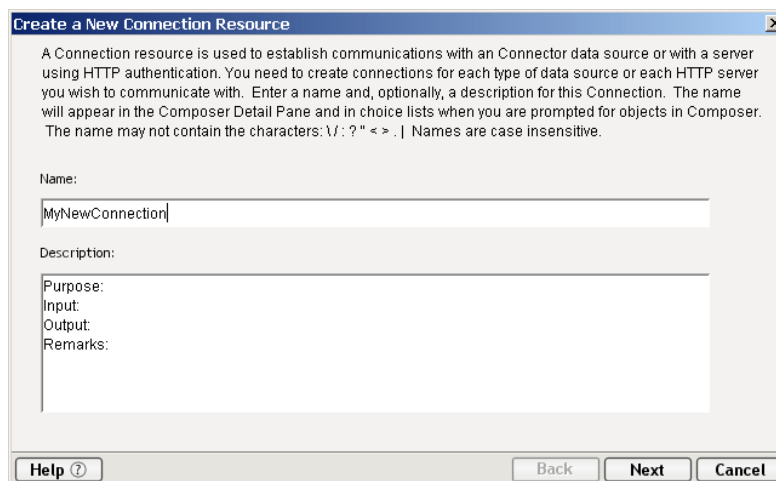 Create a New Connection Resource
A Connection resource is used to establish communications with an Connector data source or with a server
using HTTP authentication. You need to create connections for each type of data source or each HTTP server
you wish to communicate with. Enter a name and, optionally, a description for this Connection. The name
will appear in the Composer Detail Pane and in choice lists when you are prompted for objects in Composer.
The name may not contain the characters: \ / : ? " < > . | Names are case insensitive.
Name:
MyNewConnection
Description:
Purpose:
Input:
Output:
Remarks:
Help ?
Back
Next
Cancel